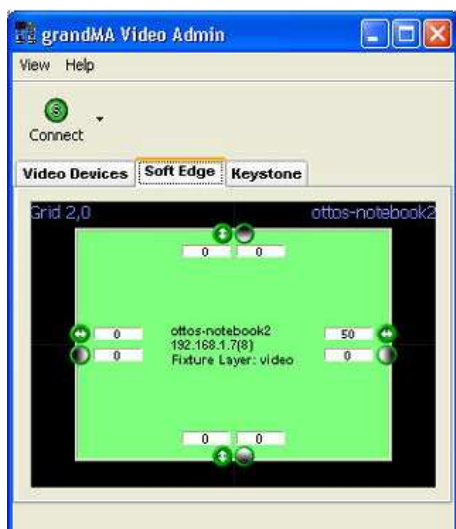 grandMA Video Admin
View Help
Connect
Video Devices Soft Edge Keystone
Grid 2,0 ottos-notebook2
0 0
0 ottos-notebook2 50
192.168.1.7(8)
0 Fixture Layer: video 0
0 0